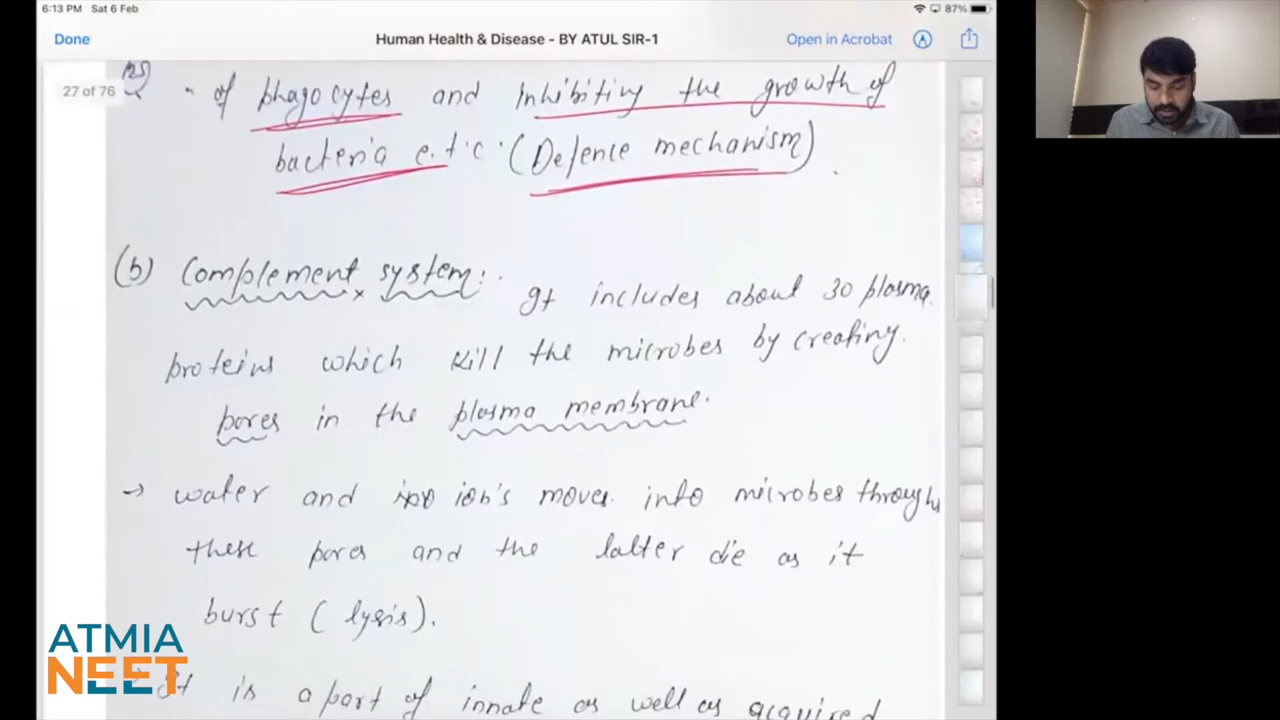 6:13 PM Sat 6 Feb
87%
Done
Human Health & Disease - BY ATUL SIR-1
Open in Acrobat
27 of 76
of phagocytes and Inhibiting the growth of
bacteria e.t.c. (Defence mechanism)
(b) Complement system:
It includes about 30 plasma
proteins which kill the microbes by creating
pores in the plasma membrane.
→ water and ion's moves into microbes through
these pores and the latter die as it
burst (lysis).
It is a part of innate as well as acquired
ATMIA
NEET